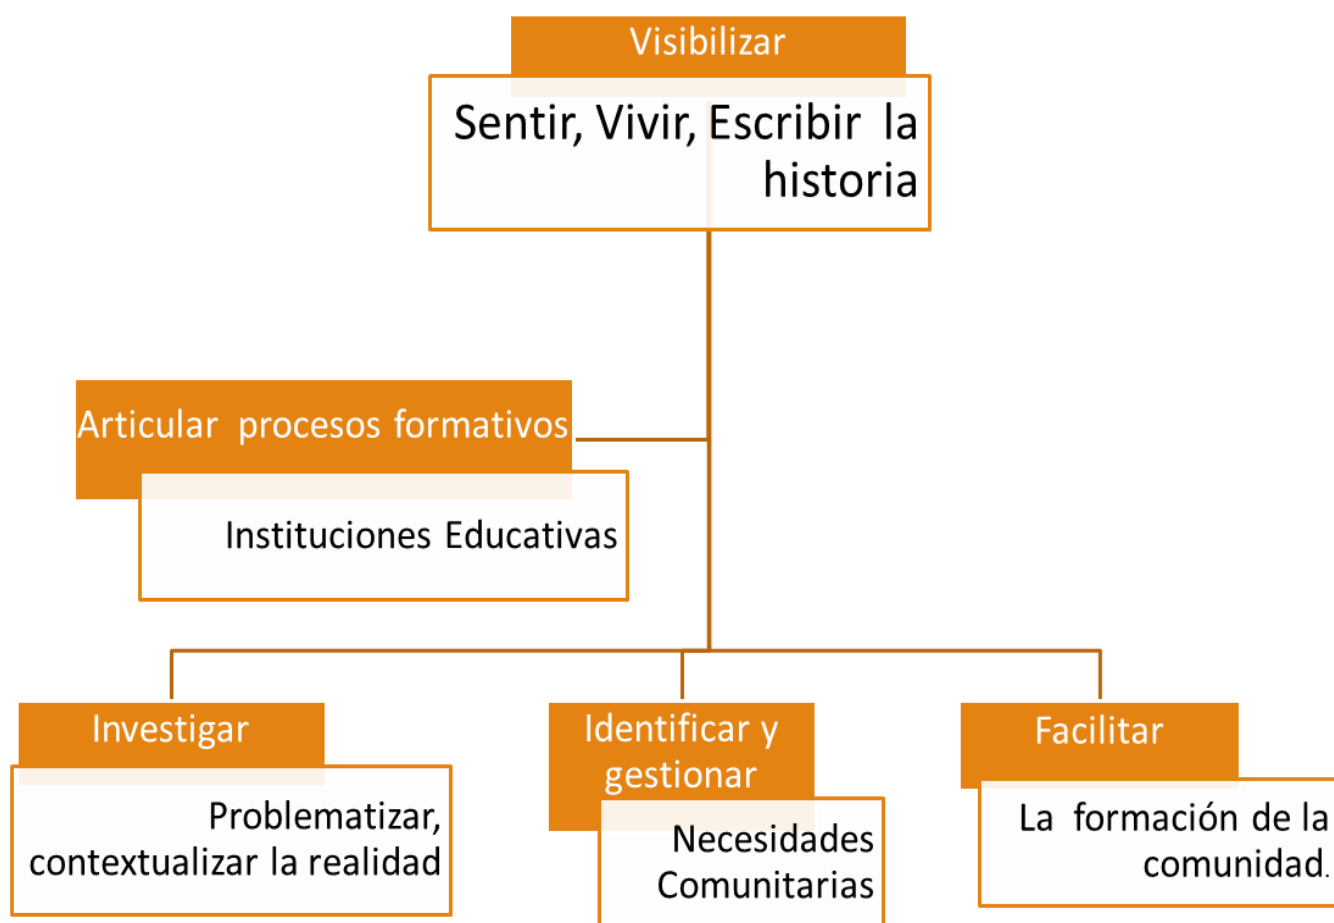 Visibilizar
Sentir, Vivir, Escribir la
historia
Articular procesos formativos
Instituciones Educativas
Investigar
Problematizar,
contextualizar la realidad
Identificar y
gestionar
Necesidades
Comunitarias
Facilitar
La formación de la
comunidad.